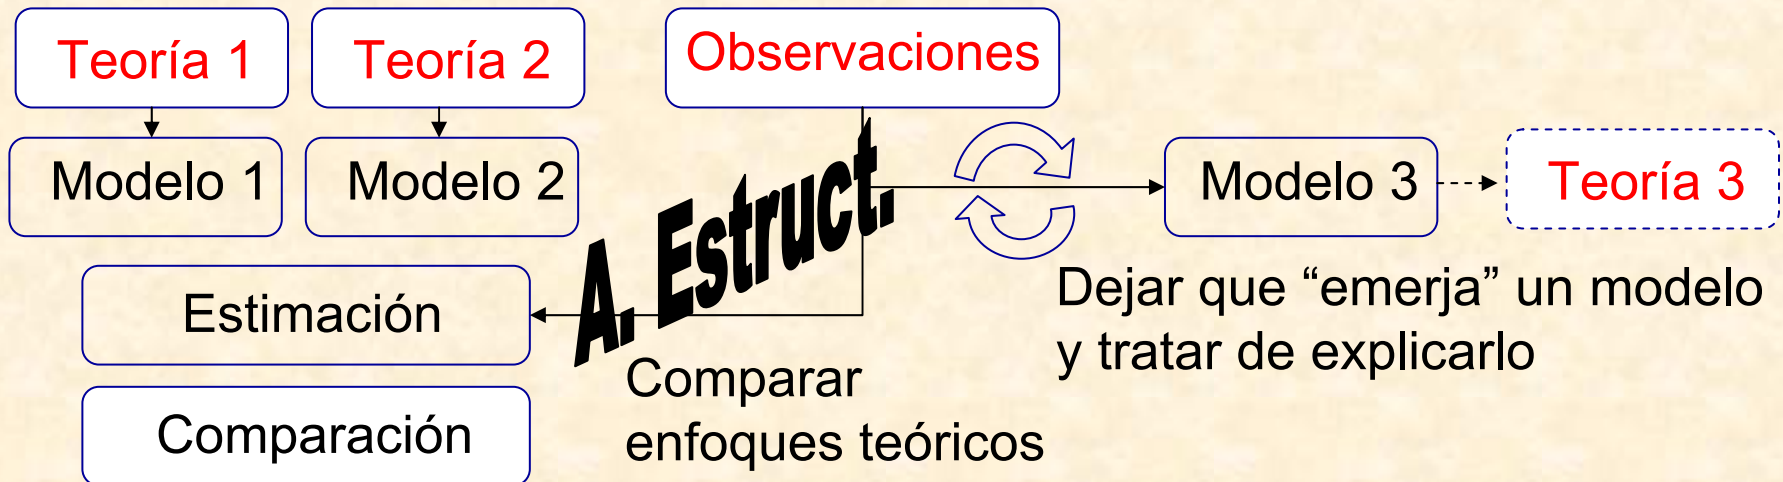 Teoría 1
Teoría 2
Observaciones
Modelo 1
Modelo 2
A. Estruct.
Modelo 3
Teoría 3
Estimación
Dejar que “emerja” un modelo
y tratar de explicarlo
Comparar
enfoques teóricos
Comparación